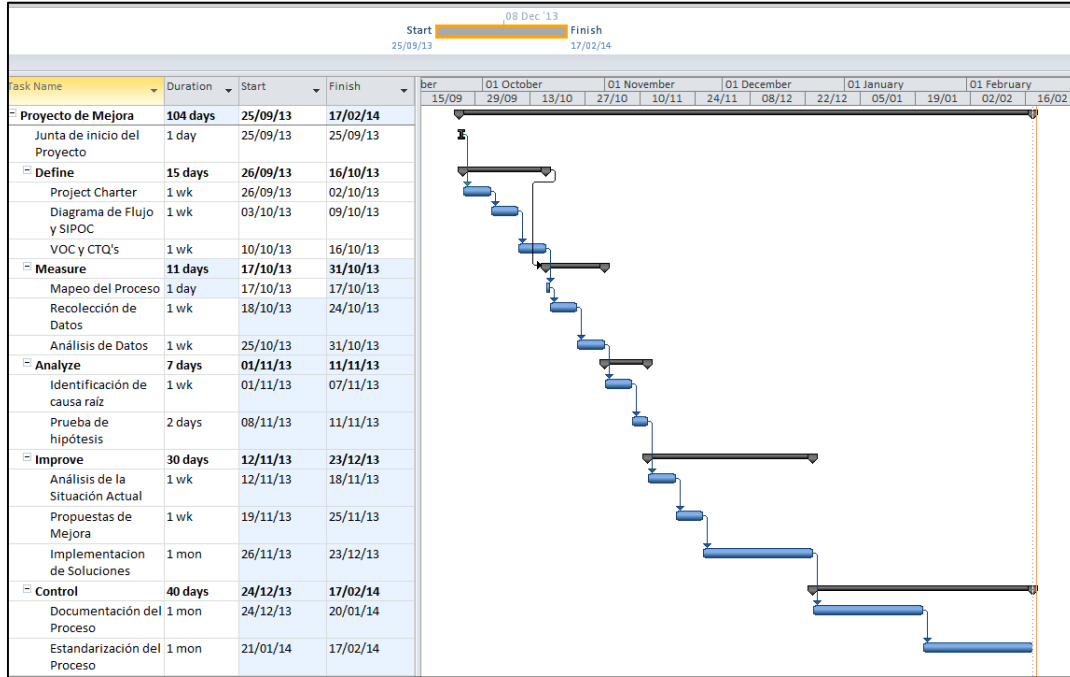 08 Dec '13
Start Finish
25/09/13 17/02/14
Task Name Duration Start Finish ber 01 October 01 November 01 December 01 January 01 February
15/09 29/09 13/10 27/10 10/11 24/11 08/12 22/12 05/01 19/01 02/02 16/02
Proyecto de Mejora 104 days 25/09/13 17/02/14
Junta de inicio del 1 day 25/09/13 25/09/13
Proyecto
Define 15 days 26/09/13 16/10/13
Project Charter 1 wk 26/09/13 02/10/13
Diagrama de Flujo 1 wk 03/10/13 09/10/13
y SIPOC
VOC y CTQ's 1 wk 10/10/13 16/10/13
Measure 11 days 17/10/13 31/10/13
Mapeo del Proceso 1 day 17/10/13 17/10/13
Recolección de 1 wk 18/10/13 24/10/13
Datos
Análisis de Datos 1 wk 25/10/13 31/10/13
Analyze 7 days 01/11/13 11/11/13
Identificación de 1 wk 01/11/13 07/11/13
causa raíz
Prueba de 2 days 08/11/13 11/11/13
hipótesis
Improve 30 days 12/11/13 23/12/13
Análisis de la 1 wk 12/11/13 18/11/13
Situación Actual
Propuestas de 1 wk 19/11/13 25/11/13
Mejora
Implementacion 1 mon 26/11/13 23/12/13
de Soluciones
Control 40 days 24/12/13 17/02/14
Documentación del 1 mon 24/12/13 20/01/14
Proceso
Estandarización del 1 mon 21/01/14 17/02/14
Proceso